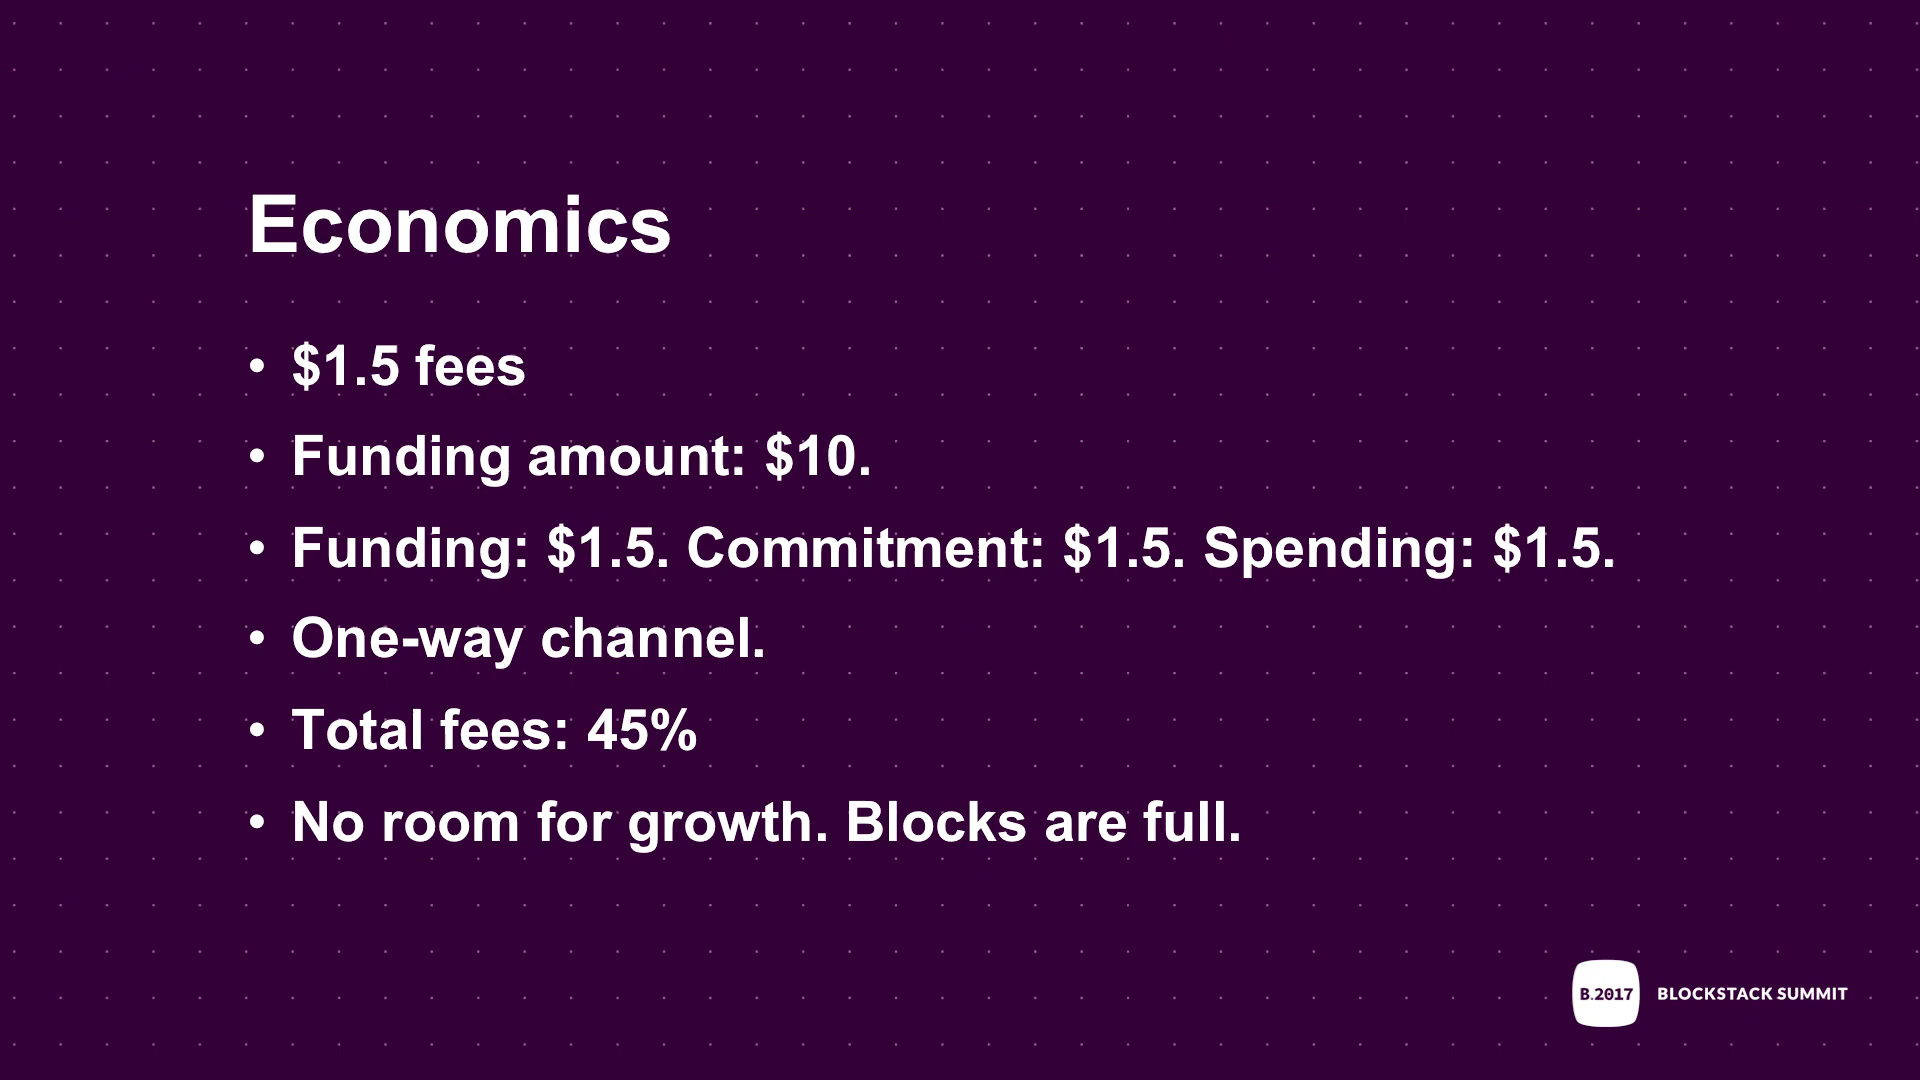 Economics
• $1.5 fees
• Funding amount: $10.
• Funding: $1.5. Commitment: $1.5. Spending: $1.5.
• One-way channel.
• Total fees: 45%
• No room for growth. Blocks are full.
B.2017 BLOCKSTACK SUMMIT